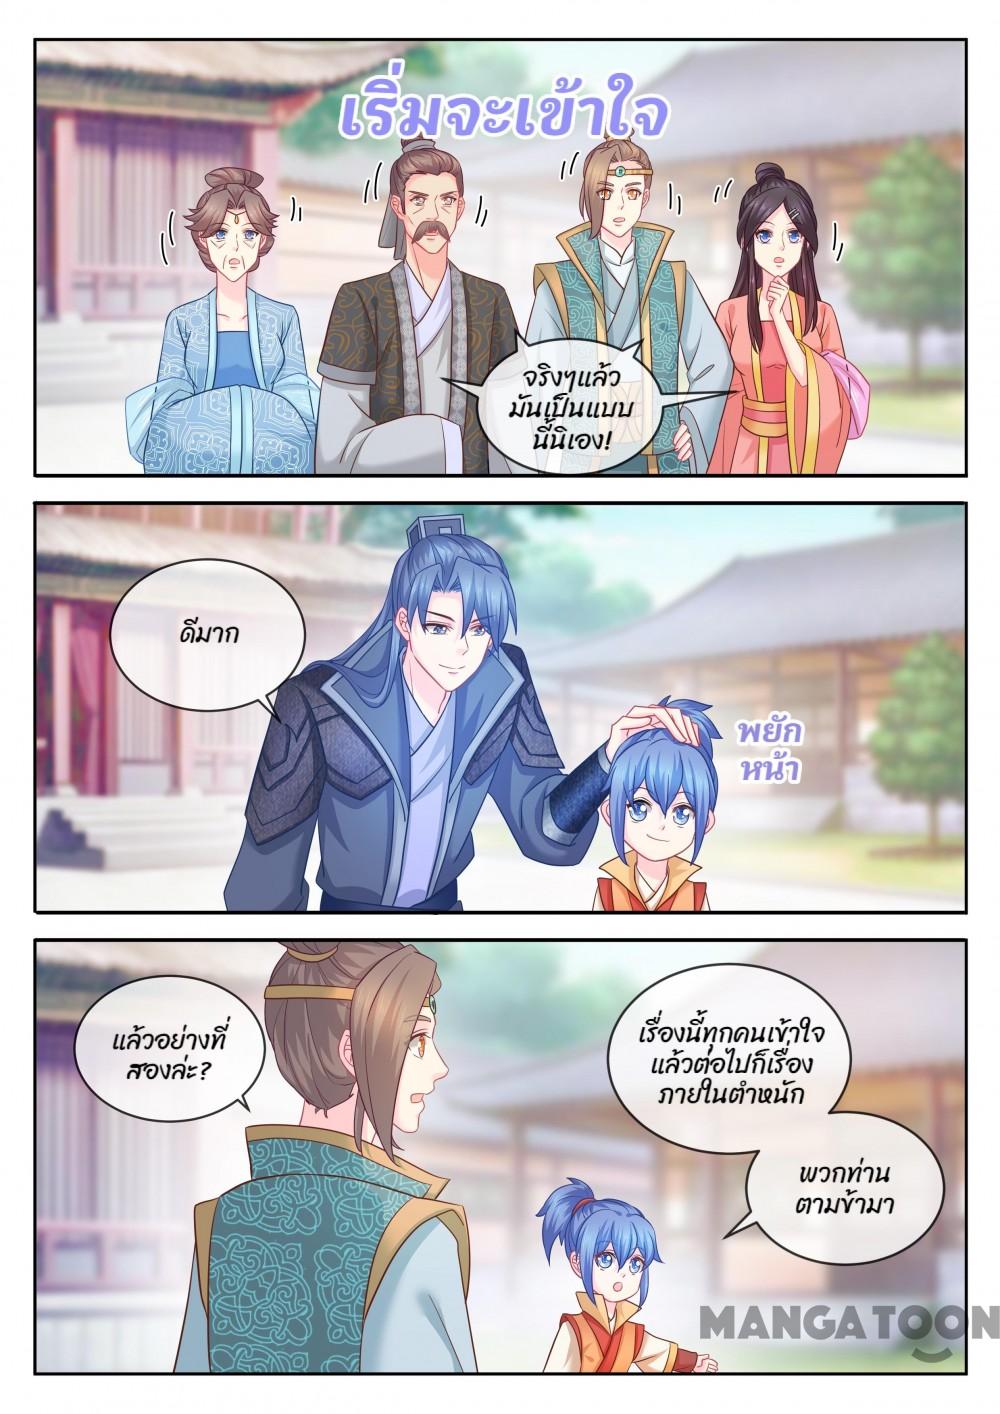 เริ่มจะเข้าใจ
จริงๆแล้ว
มันเป็นแบบ
นี้นิเอง!
ดีมาก
พยัก
หน้า
แล้วอย่างที่
สองล่ะ?
เรื่องนี้ทุกคนเข้าใจ
แล้วต่อไปก็เรื่อง
ภายในตำหนัก
พวกท่าน
ตามข้ามา
MANGATOON